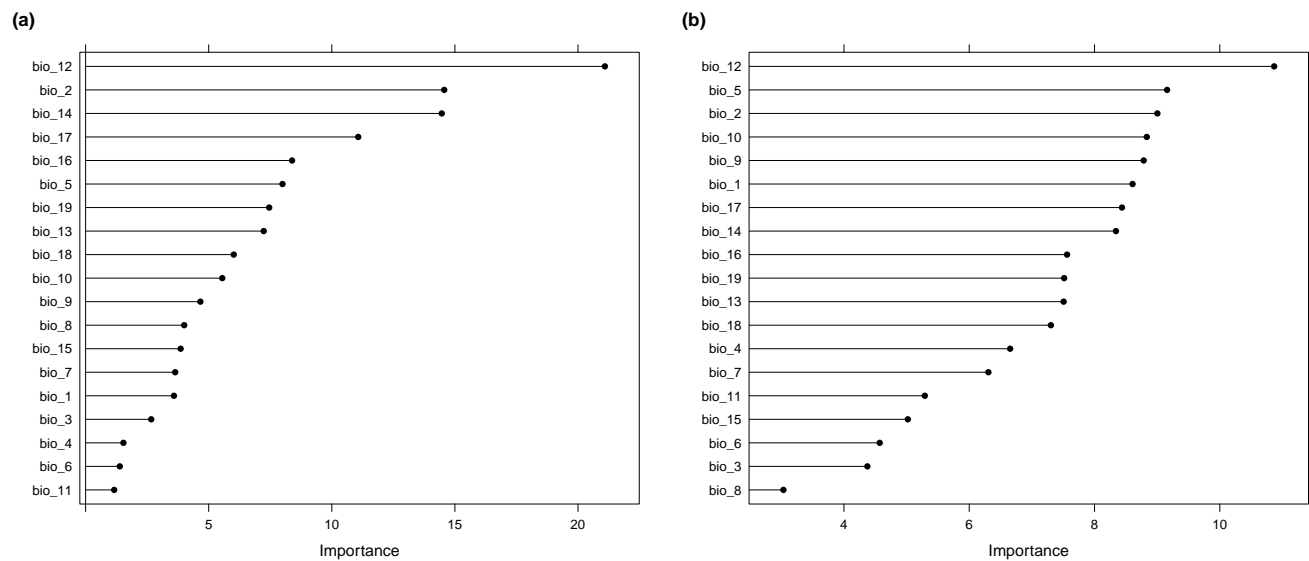 (a)
bio_12
bio_2
bio_14
bio_17
bio_16
bio_5
bio_19
bio_13
bio_18
bio_10
bio_9
bio_8
bio_15
bio_7
bio_1
bio_3
bio_4
bio_6
bio_11
5 10 15 20
Importance
(b)
bio_12
bio_5
bio_2
bio_10
bio_9
bio_1
bio_17
bio_14
bio_16
bio_19
bio_13
bio_18
bio_4
bio_7
bio_11
bio_15
bio_6
bio_3
bio_8
4 6 8 10
Importance